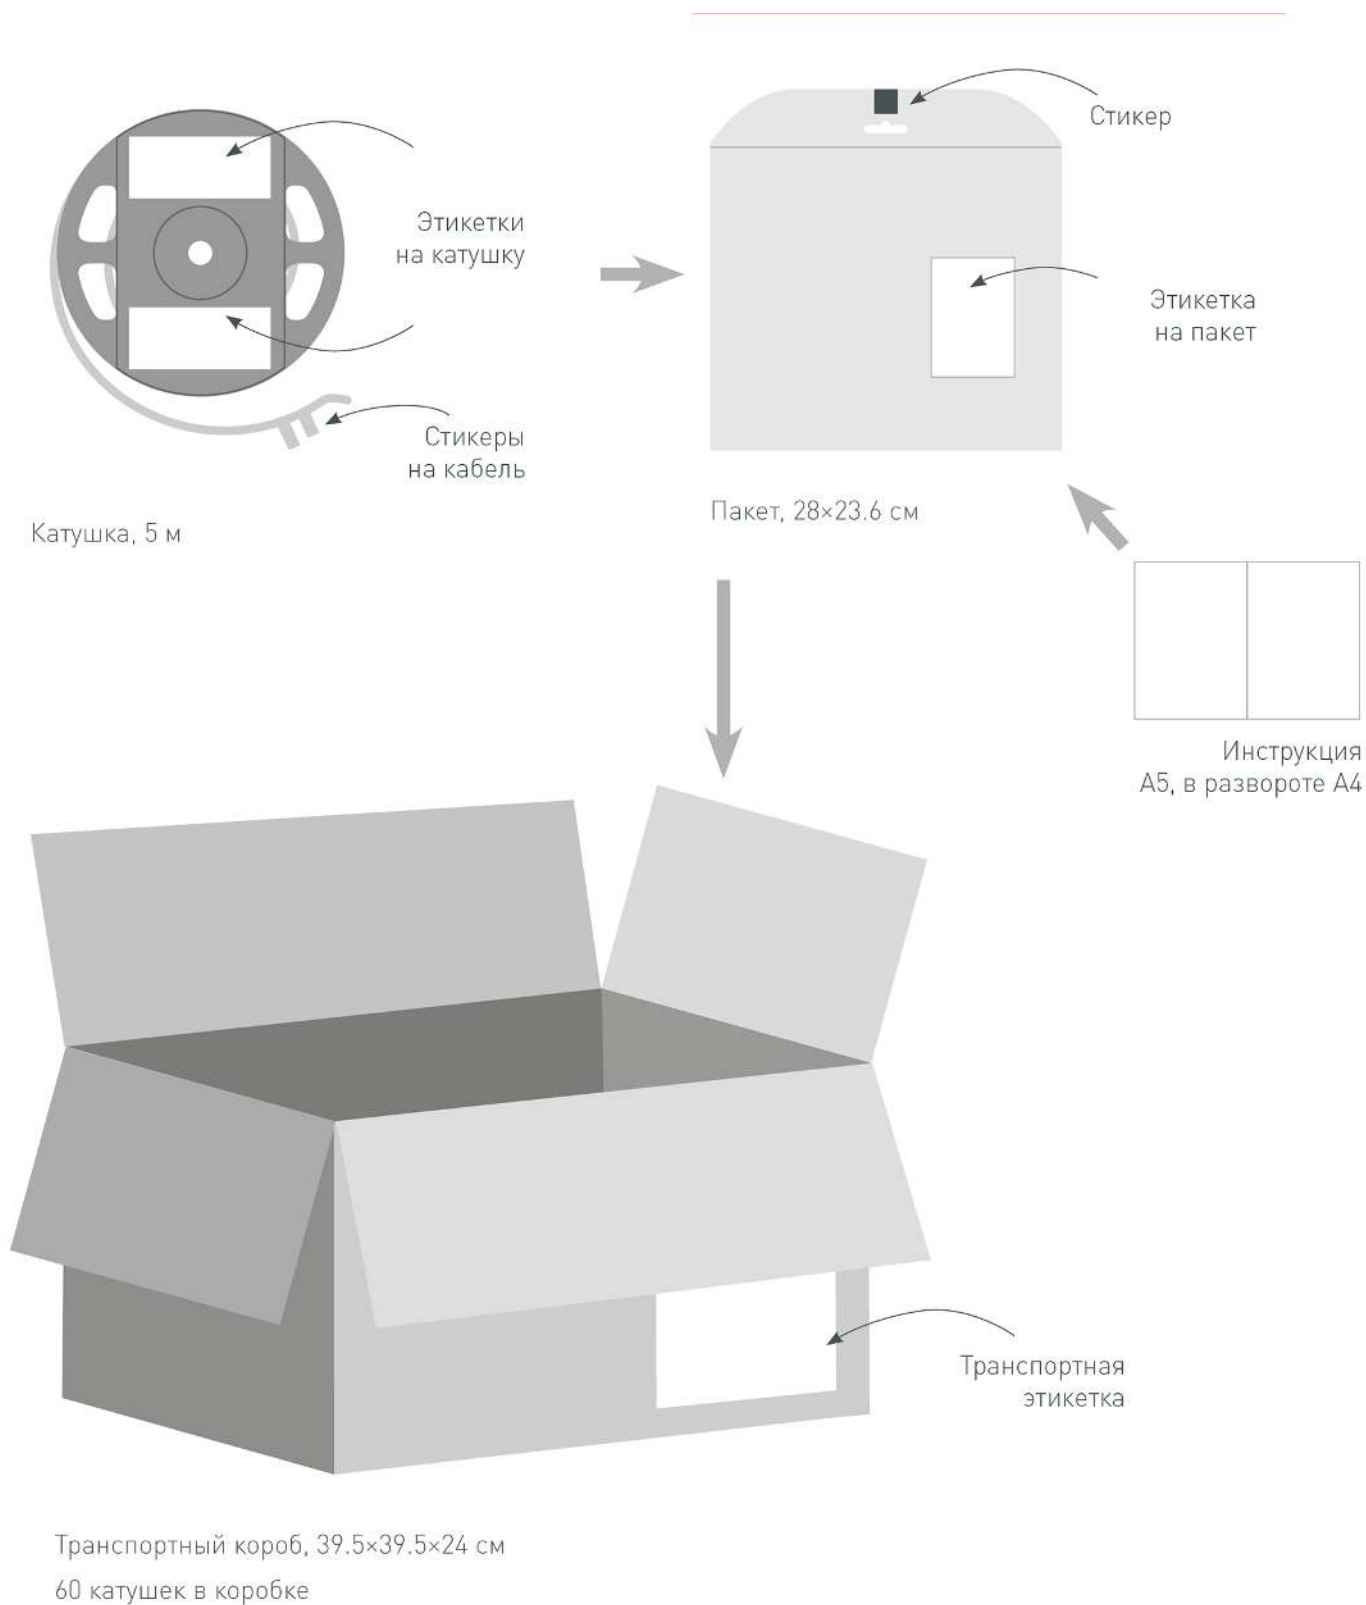 Стикер
Этикетки
на катушку
Этикетка
на пакет
Стикеры
на кабель
Катушка, 5 м
Пакет, 28×23.6 см
Инструкция
А5, в развороте А4
Транспортная
этикетка
Транспортный короб, 39.5×39.5×24 см
60 катушек в коробке